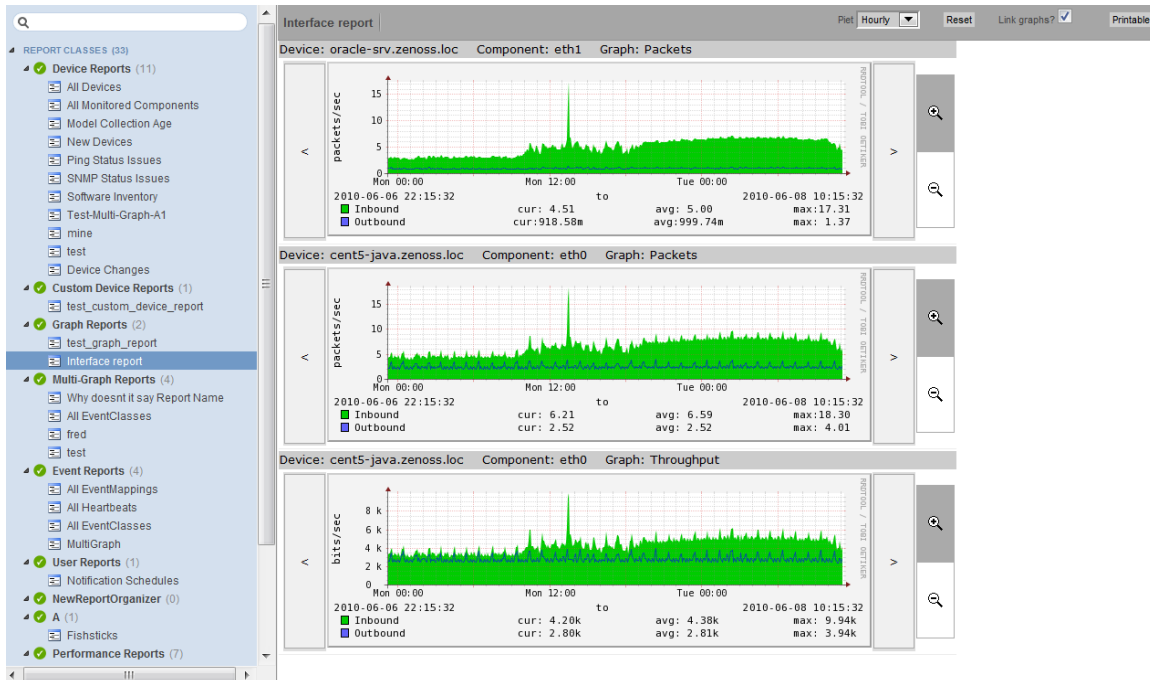 REPORT CLASSES (33)
Device Reports (11)
All Devices
All Monitored Components
Model Collection Age
New Devices
Ping Status Issues
SNMP Status Issues
Software Inventory
Test-Multi-Graph-A1
mine
test
Device Changes
Custom Device Reports (1)
test_custom_device_report
Graph Reports (2)
test_graph_report
Interface report
Multi-Graph Reports (4)
Why doesnt it say Report Name
All EventClasses
fred
test
Event Reports (4)
All EventMappings
All Heartbeats
All EventClasses
MultiGraph
User Reports (1)
Notification Schedules
NewReportOrganizer (0)
A (1)
Fishsticks
Performance Reports (7)
Interface report Piet Hourly Reset Link graphs? Printable
Device: oracle-srv.zenoss.loc Component: eth1 Graph: Packets
<
packets/sec
15
10
5
0
Mon 00:00 Mon 12:00 Tue 00:00
2010-06-06 22:15:32 to 2010-06-08 10:15:32
Inbound cur: 4.51 avg: 5.00 max:17.31
Outbound cur:918.58m avg:999.74m max: 1.37
RRDTOOL / TOBI OETIKER
>
Device: cent5-java.zenoss.loc Component: eth0 Graph: Packets
<
packets/sec
15
10
5
0
Mon 00:00 Mon 12:00 Tue 00:00
2010-06-06 22:15:32 to 2010-06-08 10:15:32
Inbound cur: 6.21 avg: 6.59 max:18.30
Outbound cur: 2.52 avg: 2.52 max: 4.01
RRDTOOL / TOBI OETIKER
>
Device: cent5-java.zenoss.loc Component: eth0 Graph: Throughput
<
bits/sec
8 k
6 k
4 k
2 k
0
Mon 00:00 Mon 12:00 Tue 00:00
2010-06-06 22:15:32 to 2010-06-08 10:15:32
Inbound cur: 4.20k avg: 4.38k max: 9.94k
Outbound cur: 2.80k avg: 2.81k max: 3.94k
RRDTOOL / TOBI OETIKER
>